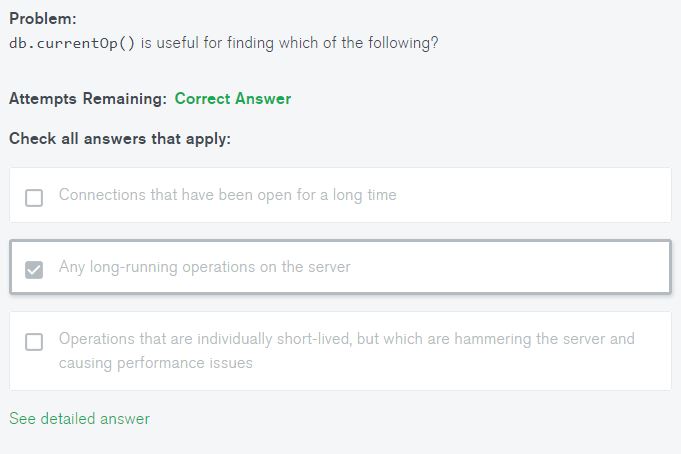 Problem:
db.currentOp() is useful for finding which of the following?
Attempts Remaining: Correct Answer
Check all answers that apply:
Connections that have been open for a long time
Any long-running operations on the server
Operations that are individually short-lived, but which are hammering the server and
causing performance issues
See detailed answer